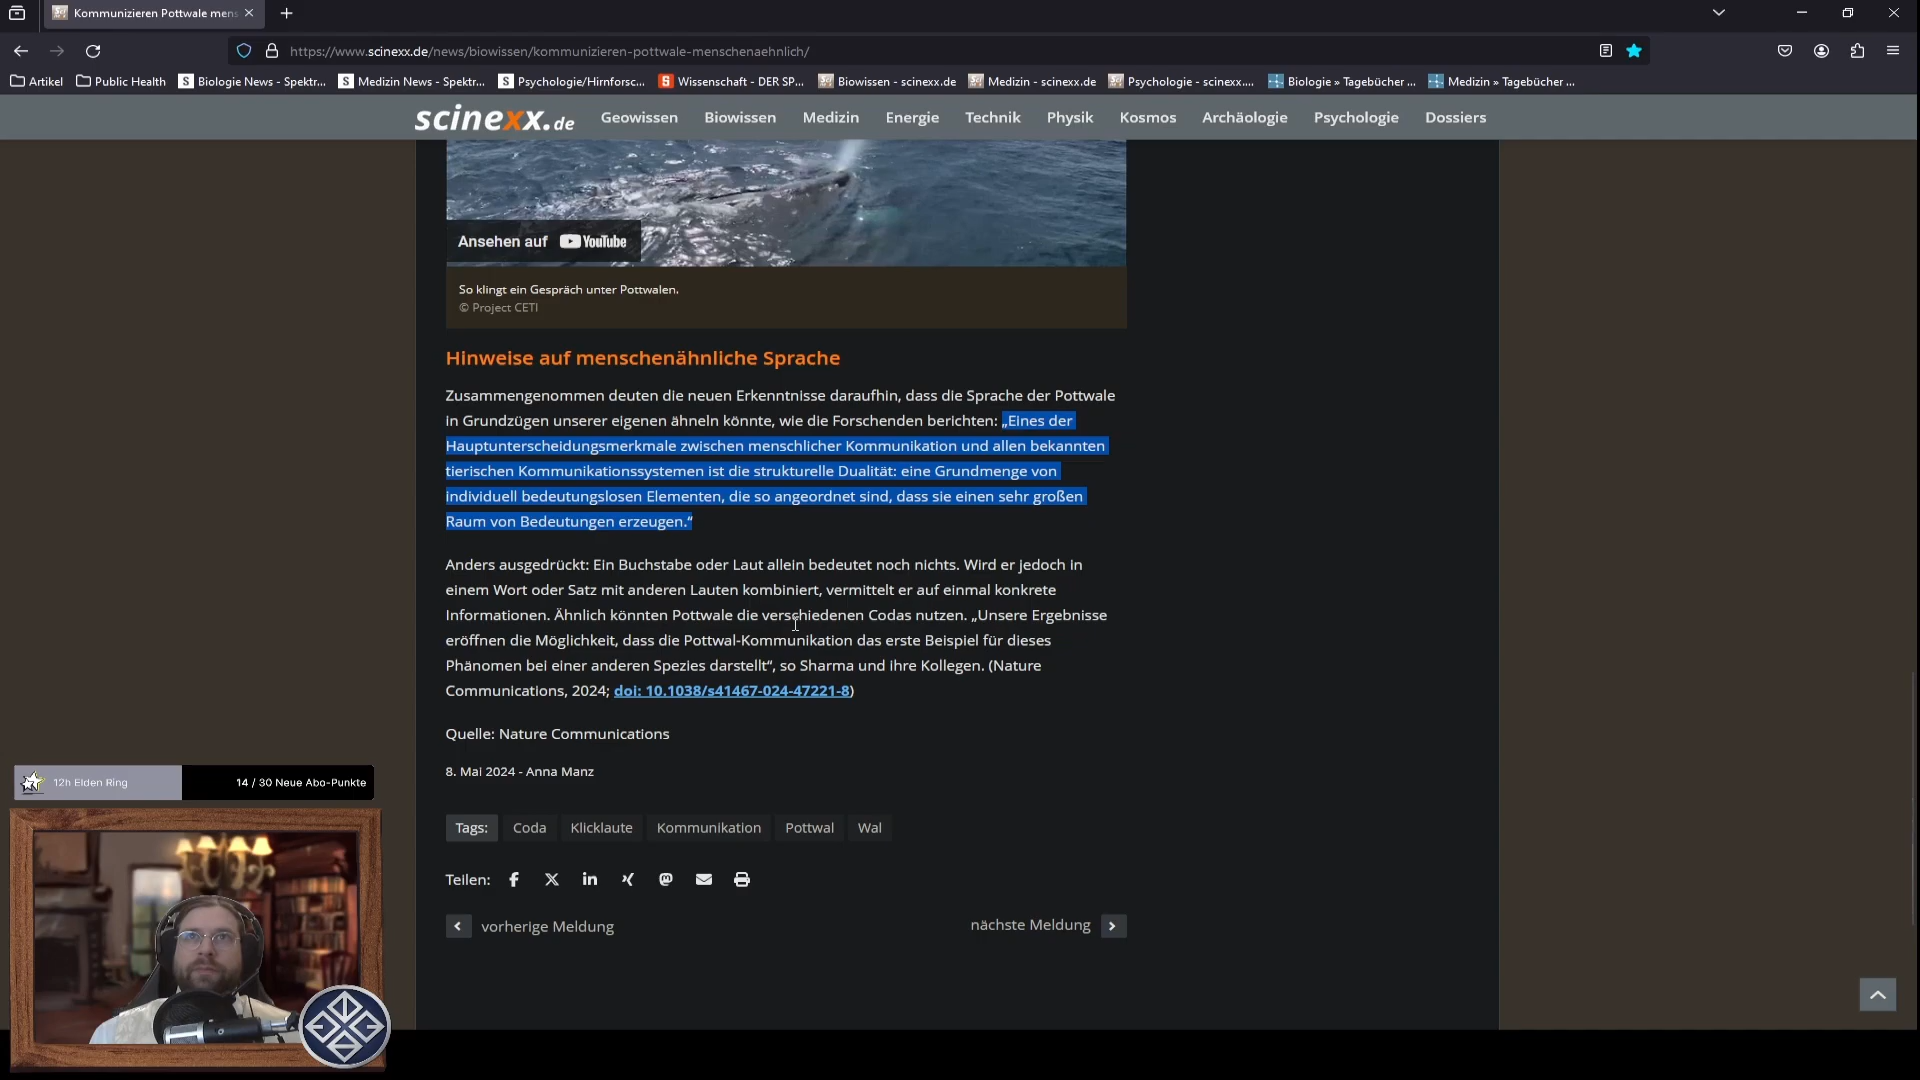 Kommunizieren Pottwale mens
https://www.scinexx.de/news/biowissen/kommunizieren-pottwale-menschenaehnlich/
Artikel
Public Health
Biologie News - Spektr...
Medizin News - Spektr...
Psychologie/Hirnforsc...
Wissenschaft - DER SP...
Biowissen - scinexx.de
Medizin - scinexx.de
Psychologie - scinexx....
Biologie » Tagebücher ...
Medizin » Tagebücher ...
scinexx.de
Geowissen
Biowissen
Medizin
Energie
Technik
Physik
Kosmos
Archäologie
Psychologie
Dossiers
Ansehen auf YouTube
So klingt ein Gespräch unter Pottwalen.
© Project CETI
Hinweise auf menschenähnliche Sprache
Zusammengenommen deuten die neuen Erkenntnisse daraufhin, dass die Sprache der Pottwale
in Grundzügen unserer eigenen ähneln könnte, wie die Forschenden berichten: „Eines der
Hauptunterscheidungsmerkmale zwischen menschlicher Kommunikation und allen bekannten
tierischen Kommunikationssystemen ist die strukturelle Dualität: eine Grundmenge von
individuell bedeutungslosen Elementen, die so angeordnet sind, dass sie einen sehr großen
Raum von Bedeutungen erzeugen.“
Anders ausgedrückt: Ein Buchstabe oder Laut allein bedeutet noch nichts. Wird er jedoch in
einem Wort oder Satz mit anderen Lauten kombiniert, vermittelt er auf einmal konkrete
Informationen. Ähnlich könnten Pottwale die verschiedenen Codas nutzen. „Unsere Ergebnisse
eröffnen die Möglichkeit, dass die Pottwal-Kommunikation das erste Beispiel für dieses
Phänomen bei einer anderen Spezies darstellt“, so Sharma und ihre Kollegen. (Nature
Communications, 2024; doi: 10.1038/s41467-024-47221-8)
Quelle: Nature Communications
8. Mai 2024 - Anna Manz
12h Elden Ring
14 / 30 Neue Abo-Punkte
Tags:
Coda
Klicklaute
Kommunikation
Pottwal
Wal
Teilen:
vorherige Meldung
nächste Meldung